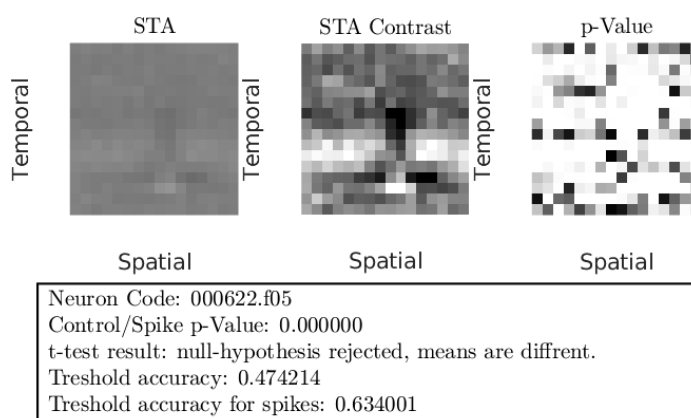 STA
STA Contrast
p-Value
Temporal
Temporal
Temporal
Spatial
Spatial
Spatial
Neuron Code: 000622.f05
Control/Spike p-Value: 0.000000
t-test result: null-hypothesis rejected, means are diffrent.
Treshold accuracy: 0.474214
Treshold accuracy for spikes: 0.634001